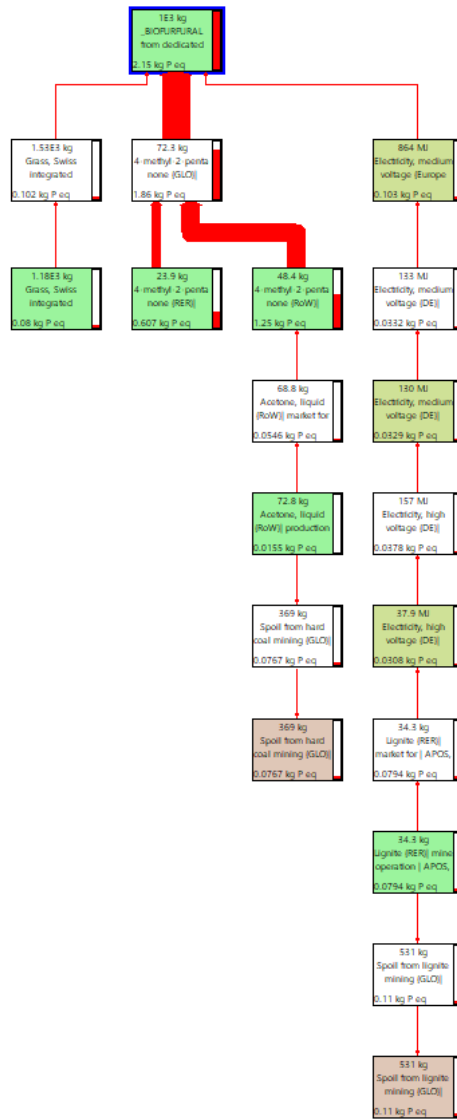 1E3 kg
_BIOFURFURAL
from dedicated
2.15 kg P eq
1.53E3 kg
Grass, Swiss
integrated
0.102 kg P eq
72.3 kg
4-methyl-2-penta
none {GLO}|
1.86 kg P eq
864 MJ
Electricity, medium
voltage {Europe
0.103 kg P eq
1.18E3 kg
Grass, Swiss
integrated
0.08 kg P eq
23.9 kg
4-methyl-2-penta
none {RER}|
0.607 kg P eq
48.4 kg
4-methyl-2-penta
none {RoW}|
1.25 kg P eq
133 MJ
Electricity, medium
voltage {DE}|
0.0332 kg P eq
68.8 kg
Acetone, liquid
{RoW}| market for
0.0546 kg P eq
130 MJ
Electricity, medium
voltage {DE}|
0.0329 kg P eq
72.8 kg
Acetone, liquid
{RoW}| production
0.0155 kg P eq
157 MJ
Electricity, high
voltage {DE}|
0.0378 kg P eq
369 kg
Spoil from hard
coal mining {GLO}|
0.0767 kg P eq
37.9 MJ
Electricity, high
voltage {DE}|
0.0308 kg P eq
369 kg
Spoil from hard
coal mining {GLO}|
0.0767 kg P eq
34.3 kg
Lignite {RER}|
market for | APOS,
0.0794 kg P eq
34.3 kg
Lignite {RER}| mine
operation | APOS,
0.0794 kg P eq
531 kg
Spoil from lignite
mining {GLO}|
0.11 kg P eq
531 kg
Spoil from lignite
mining {GLO}|
0.11 kg P eq